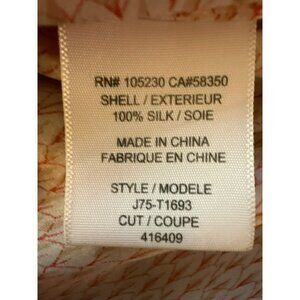 RN# 105230 CA#58350
SHELL / EXTERIEUR
100% SILK / SOIE
MADE IN CHINA
FABRIQUE EN CHINE
STYLE / MODELE
J75-T1693
CUT / COUPE
416409